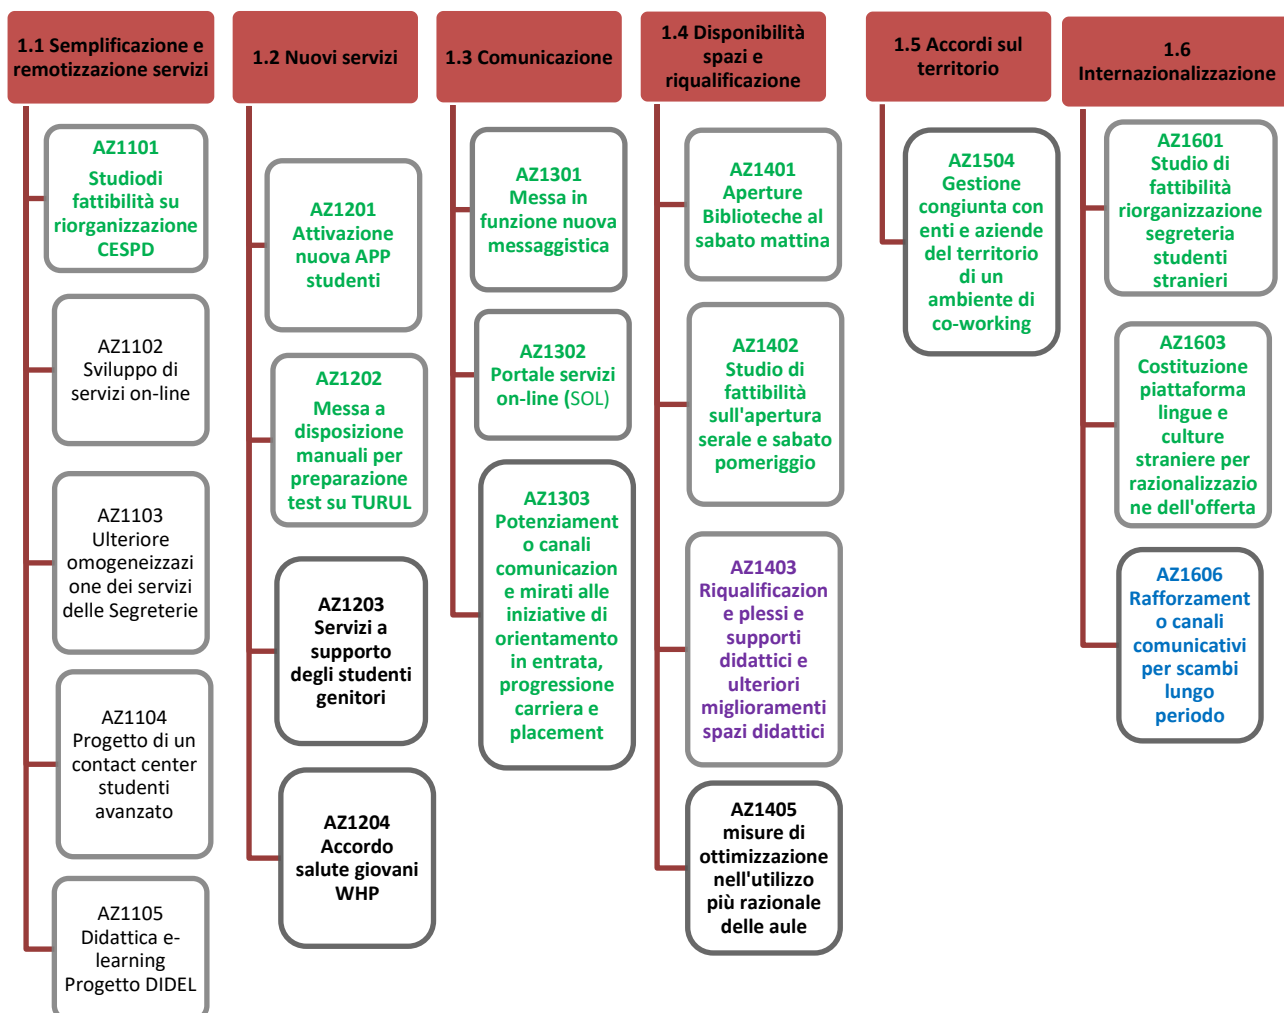 1.1 Semplificazione e
remotizzazione servizi
AZ1101
Studiodi
fattibilità su
riorganizzazione
CESPD
AZ1102
Sviluppo di
servizi on-line
AZ1103
Ulteriore
omogeneizzazi
one dei servizi
delle Segreterie
AZ1104
Progetto di un
contact center
studenti
avanzato
AZ1105
Didattica e-
learning
Progetto DIDEL
1.2 Nuovi servizi
AZ1201
Attivazione
nuova APP
studenti
AZ1202
Messa a
disposizione
manuali per
preparazione
test su TURUL
AZ1203
Servizi a
supporto
degli studenti
genitori
AZ1204
Accordo
salute giovani
WHP
1.3 Comunicazione
AZ1301
Messa in
funzione nuova
messaggistica
AZ1302
Portale servizi
on-line (SOL)
AZ1303
Potenziament
o canali
comunicazion
e mirati alle
iniziative di
orientamento
in entrata,
progressione
carriera e
placement
1.4 Disponibilità
spazi e
riqualificazione
AZ1401
Aperture
Biblioteche al
sabato mattina
AZ1402
Studio di
fattibilità
sull'apertura
serale e sabato
pomeriggio
AZ1403
Riqualificazion
e plessi e
supporti
didattici e
ulteriori
miglioramenti
spazi didattici
AZ1405
misure di
ottimizzazione
nell'utilizzo
più razionale
delle aule
1.5 Accordi sul
territorio
AZ1504
Gestione
congiunta con
enti e aziende
del territorio
di un
ambiente di
co-working
1.6
Internazionalizzazione
AZ1601
Studio di
fattibilità
riorganizzazione
segreteria
studenti
stranieri
AZ1603
Costituzione
piattaforma
lingue e
culture
straniere per
razionalizzazio
ne dell'offerta
AZ1606
Rafforzament
o canali
comunicativi
per scambi
lungo
periodo